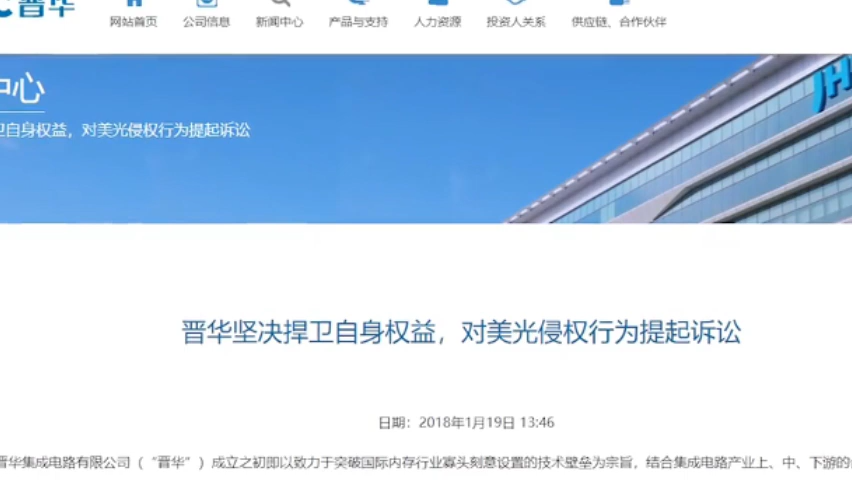 晋华
网站首页 公司信息 新闻中心 产品与支持 人力资源 投资人关系 供应链、合作伙伴
中心
JH
卫自身权益，对美光侵权行为提起诉讼
晋华坚决捍卫自身权益，对美光侵权行为提起诉讼
日期：2018年1月19日 13:46
晋华集成电路有限公司（“晋华”）成立之初即以致力于突破国际内存行业寡头刻意设置的技术壁垒为宗旨，结合集成电路产业上、中、下游的